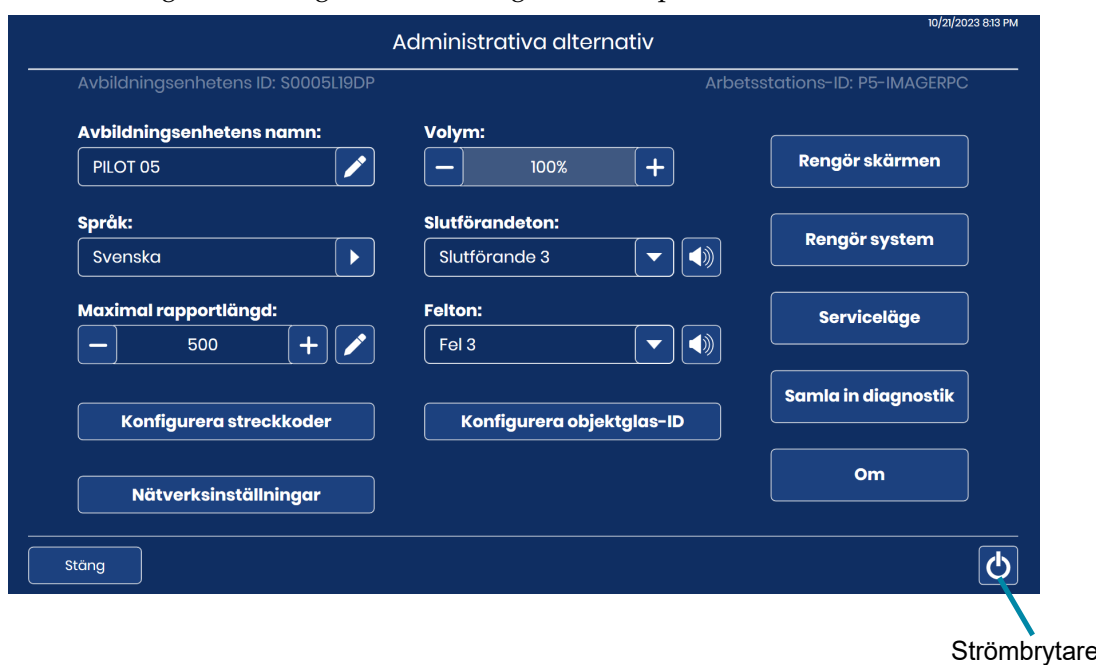 10/21/2023 8:13 PM
Administrativa alternativ
Avbildningsenhetens ID: S0005L19DP
Arbetsstations-ID: P5-IMAGERPC
Avbildningsenhetens namn:
PILOT 05
Volym:
100%
Rengör skärmen
Språk:
Svenska
Slutförandeton:
Slutförande 3
Rengör system
Maximal rapportlängd:
500
Felton:
Fel 3
Serviceläge
Samla in diagnostik
Konfigurera streckkoder
Konfigurera objektglas-ID
Om
Nätverksinställningar
Stäng
Strömbrytare